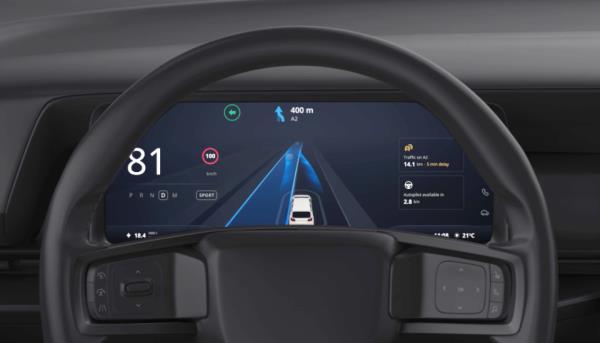 400 m
A2
81
100
km/h
P R N D M
SPORT
Traffic on A2
14.1 km · 5 min delay
Autopilot available in
2.8 km
18.4
21°C
OK